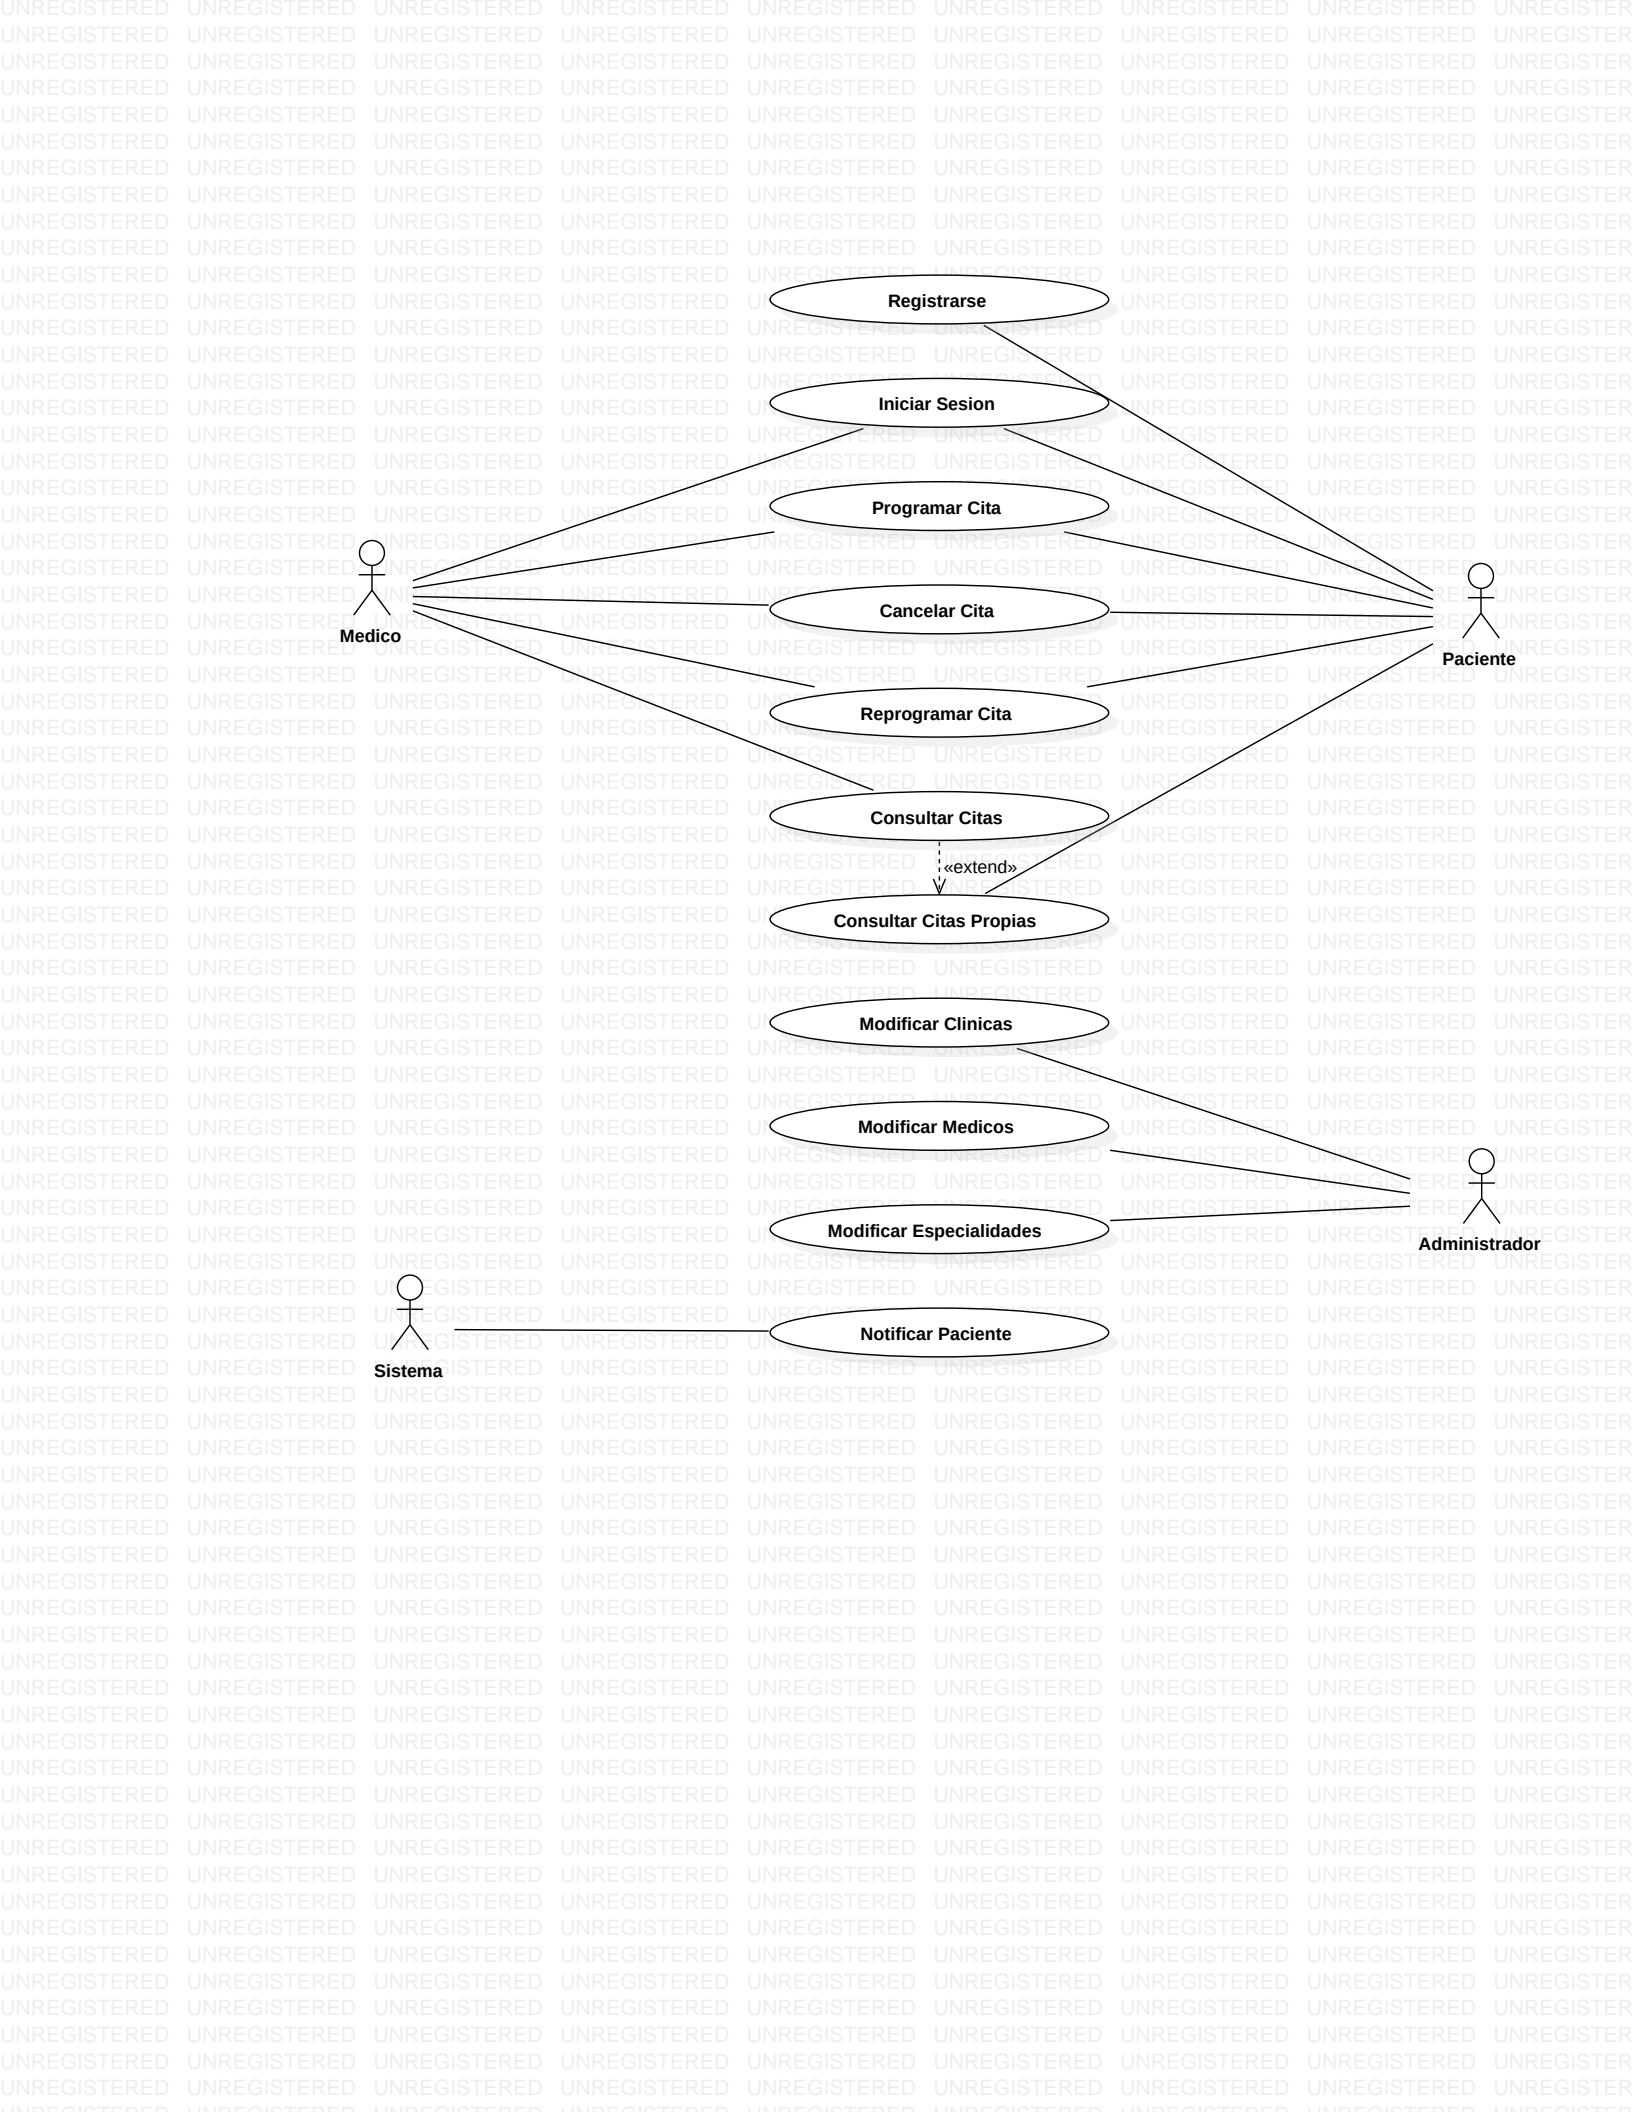 Registrarse
Iniciar Sesion
Programar Cita
Medico
Cancelar Cita
Paciente
Reprogramar Cita
Consultar Citas
«extend»
Consultar Citas Propias
Modificar Clinicas
Modificar Medicos
Modificar Especialidades
Administrador
Notificar Paciente
Sistema
UNREGISTERED